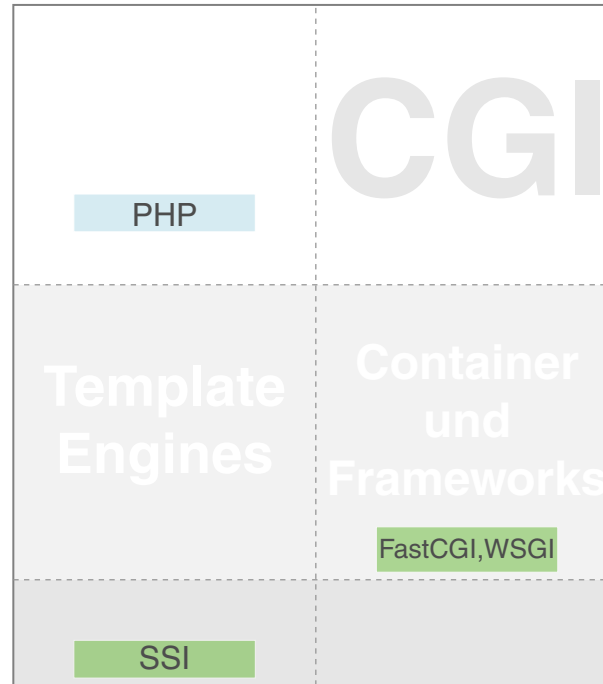 CGI
PHP
Template
Engines
Container
und
Frameworks
FastCGI,WSGI
SSI